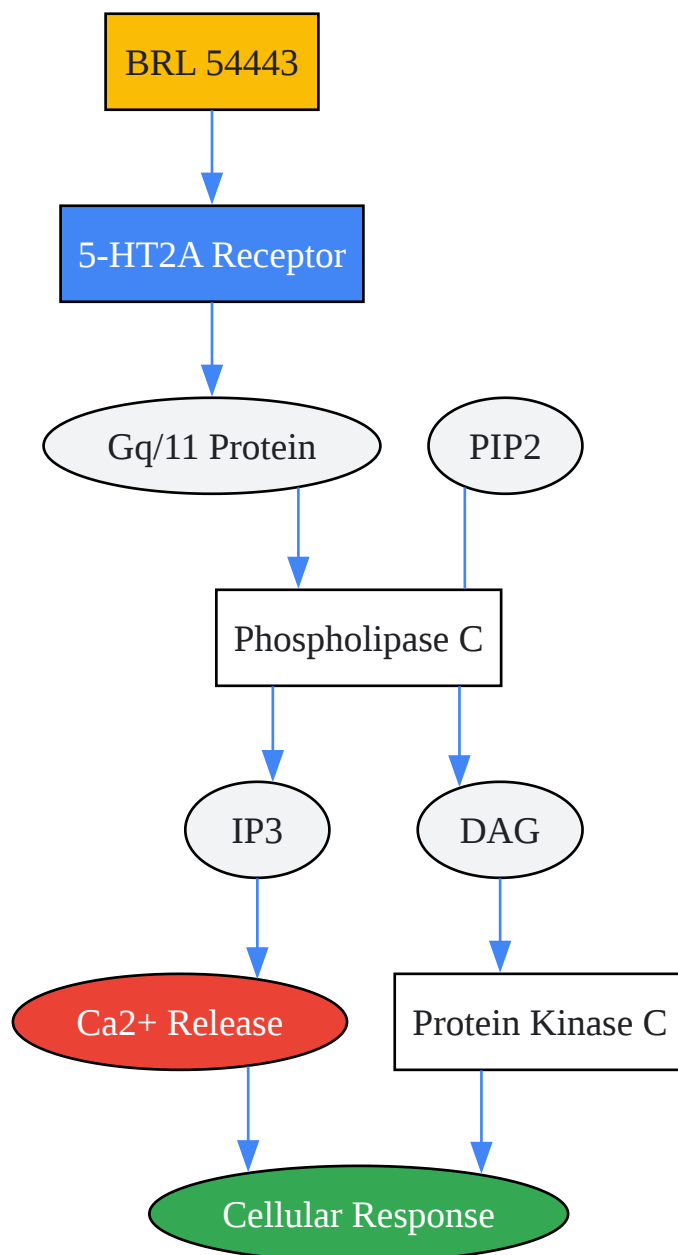 BRL 54443
5-HT2A Receptor
Gq/11 Protein
PIP2
Phospholipase C
IP3
DAG
Ca2+ Release
Protein Kinase C
Cellular Response